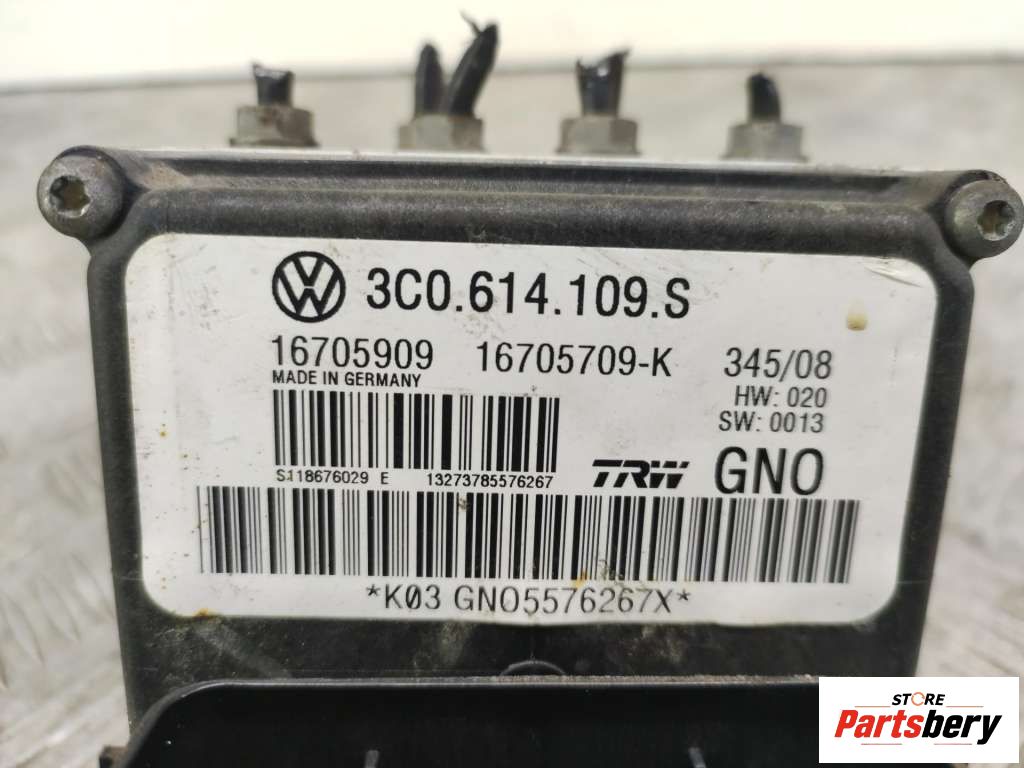 3C0.614.109.S
16705909 16705709-K 345/08
MADE IN GERMANY
HW: 020
SW: 0013
S118676029 E 13273785576267
TRW GNO
*K03 GNO5576267X*
STORE
Partsbery